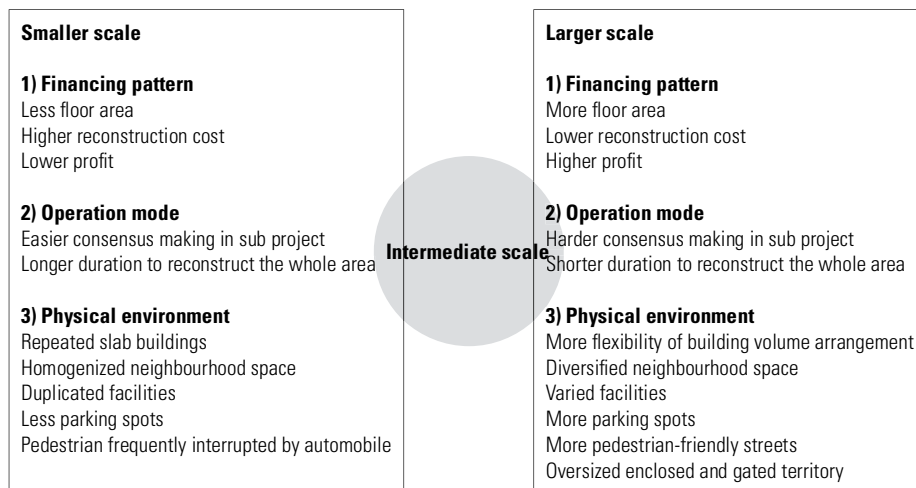 Smaller scale
1) Financing pattern
Less floor area
Higher reconstruction cost
Lower profit
2) Operation mode
Easier consensus making in sub project
Longer duration to reconstruct the whole area
3) Physical environment
Repeated slab buildings
Homogenized neighbourhood space
Duplicated facilities
Less parking spots
Pedestrian frequently interrupted by automobile
Intermediate scale
Larger scale
1) Financing pattern
More floor area
Lower reconstruction cost
Higher profit
2) Operation mode
Harder consensus making in sub project
Shorter duration to reconstruct the whole area
3) Physical environment
More flexibility of building volume arrangement
Diversified neighbourhood space
Varied facilities
More parking spots
More pedestrian-friendly streets
Oversized enclosed and gated territory